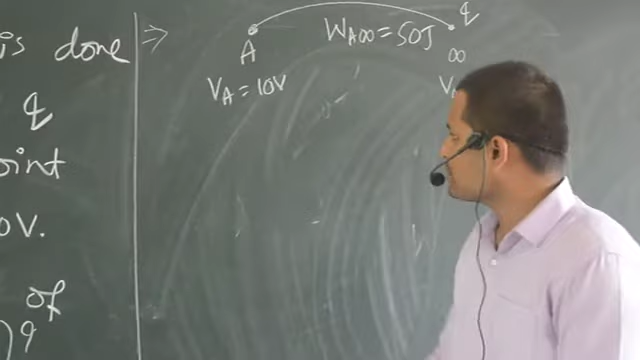 is done
q
oint
0V.
of
)q
⇒
q
W_A∞ = 50J
A
∞
V_A = 10V
V